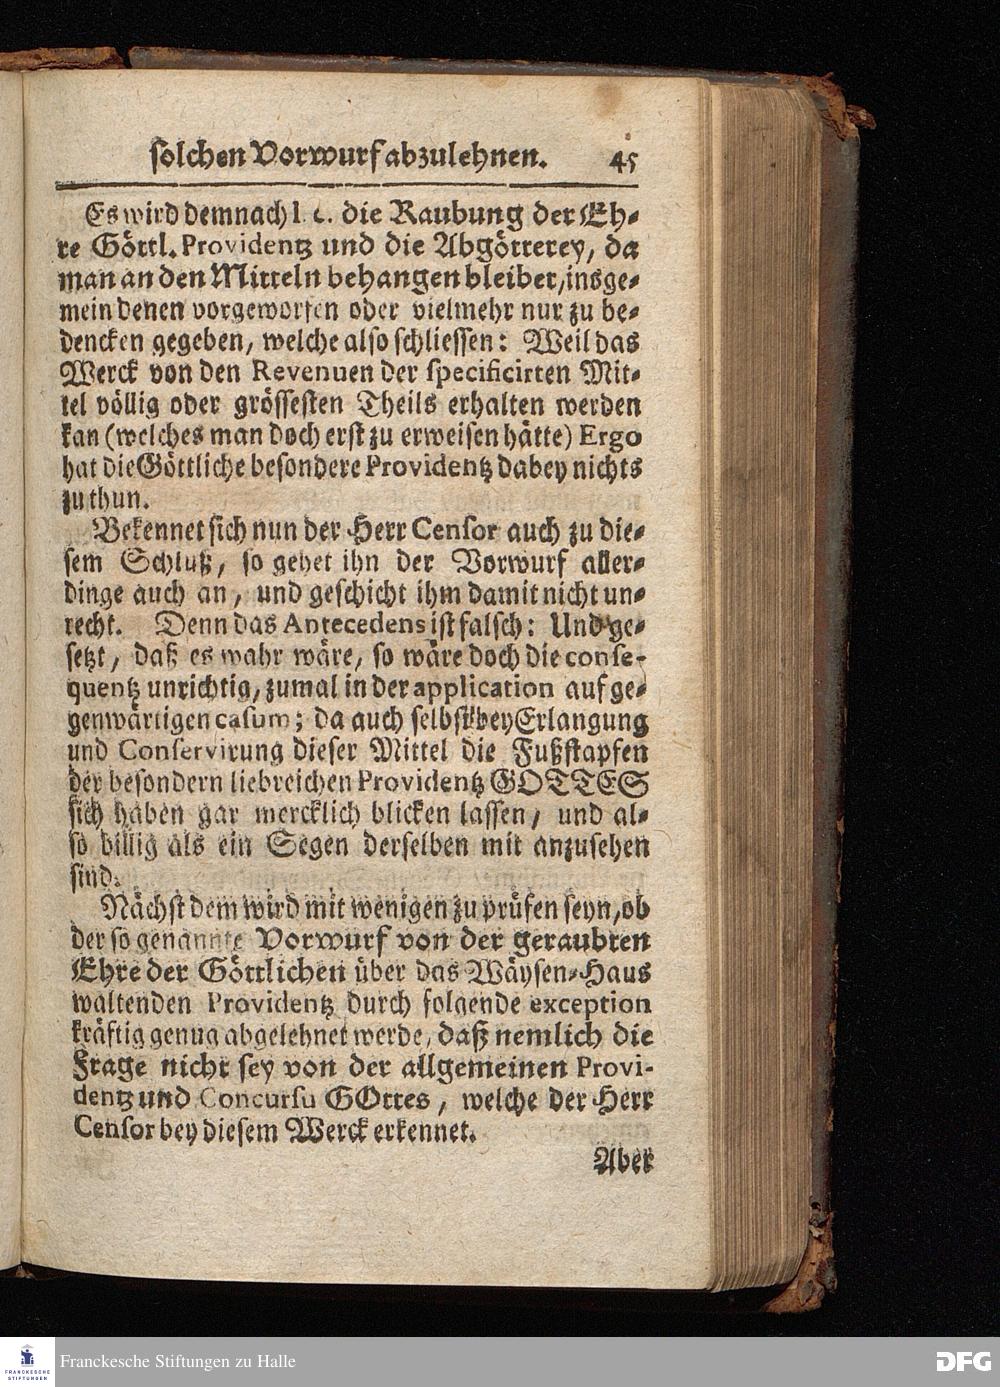 solchen Vorwurf abzulehnen. 45
Es wird demnach l. c. die Raubung der Eh-
re Göttl. Providentz und die Abgötterey, da
man an den Mitteln behangen bleibet, insge-
mein denen vorgeworfen oder vielmehr nur zu be-
dencken gegeben, welche also schliessen: Weil das
Werck von den Revenuen der specificirten Mit-
tel völlig oder grössesten Theils erhalten werden
kan (welches man doch erst zu erweisen hätte) Ergo
hat die Göttliche besondere Providentz dabey nichts
zu thun.
Bekennet sich nun der Herr Censor auch zu die-
sem Schluß, so gehet ihn der Vorwurf aller-
dinge auch an, und geschicht ihm damit nicht un-
recht. Denn das Antecedens ist falsch: Und ge-
setzt, daß es wahr wäre, so wäre doch die conse-
quentz unrichtig, zumal in der application auf ge-
genwärtigen casum; da auch selbst bey Erlangung
und Conservirung dieser Mittel die Fußstapfen
der besondern liebreichen Providentz GOTTES
sich haben gar mercklich blicken lassen, und al-
so billig als ein Segen derselben mit anzusehen
sind.
Nächst dem wird mit wenigen zu prüfen seyn, ob
der so genannte Vorwurf von der geraubten
Ehre der Göttlichen über das Wäysen-Haus
waltenden Providentz durch folgende exception
kräftig genug abgelehnet werde, daß nemlich die
Frage nicht sey von der allgemeinen Provi-
dentz und Concursu GOttes, welche der Herr
Censor bey diesem Werck erkennet.
Aber
FRANCKESCHE
STIFTUNGEN
Franckesche Stiftungen zu Halle
DFG